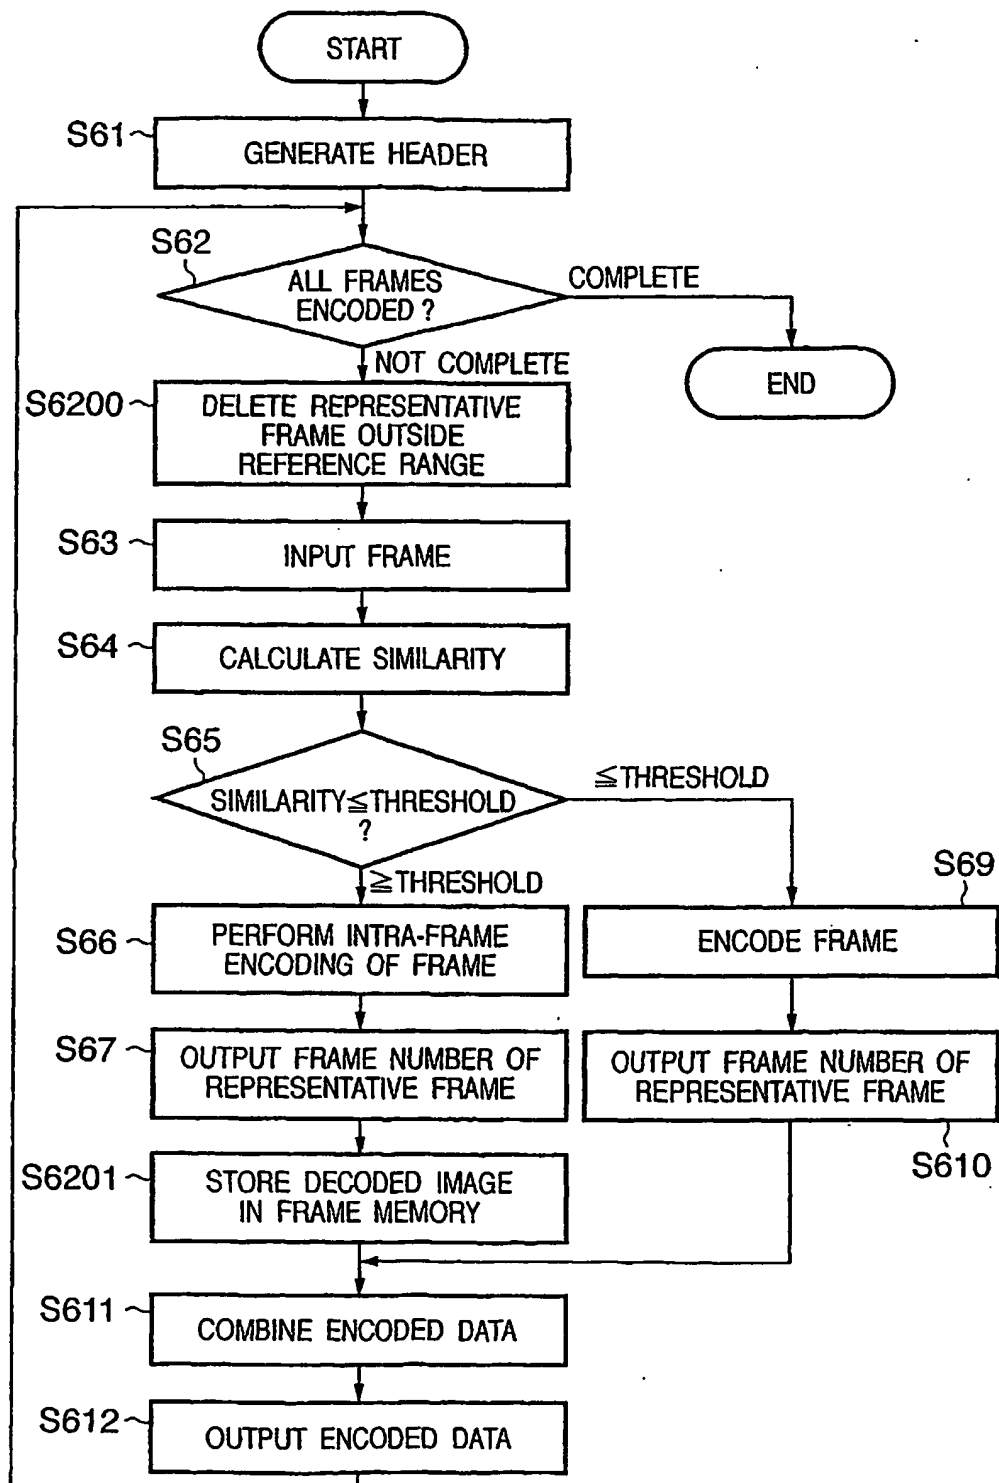 START
S61
GENERATE HEADER
S62
ALL FRAMES
ENCODED ?
COMPLETE
NOT COMPLETE
END
S6200
DELETE REPRESENTATIVE
FRAME OUTSIDE
REFERENCE RANGE
S63
INPUT FRAME
S64
CALCULATE SIMILARITY
S65
SIMILARITY≦THRESHOLD
?
≦THRESHOLD
≧THRESHOLD
S66
PERFORM INTRA-FRAME
ENCODING OF FRAME
S69
ENCODE FRAME
S67
OUTPUT FRAME NUMBER OF
REPRESENTATIVE FRAME
OUTPUT FRAME NUMBER OF
REPRESENTATIVE FRAME
S610
S6201
STORE DECODED IMAGE
IN FRAME MEMORY
S611
COMBINE ENCODED DATA
S612
OUTPUT ENCODED DATA